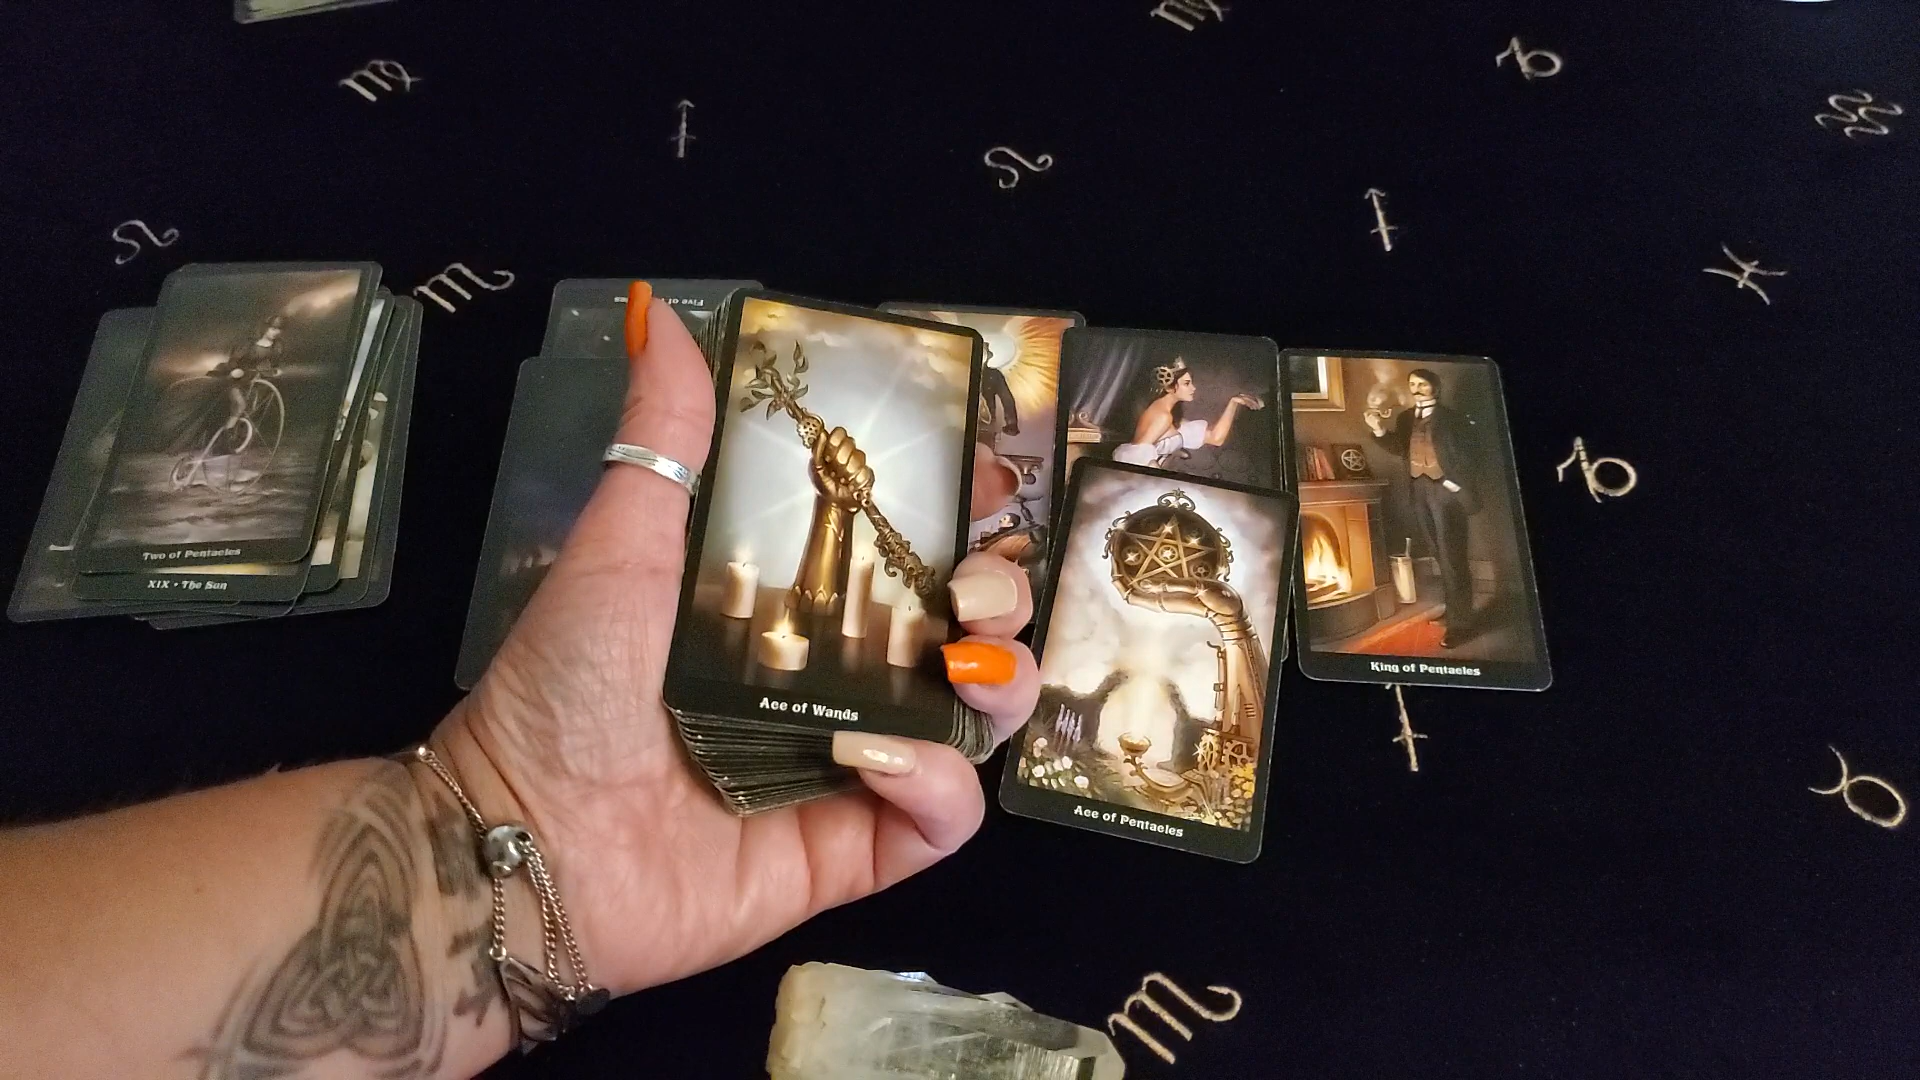 Two of Pentacles
XIX • The Sun
Five of
Ace of Wands
Ace of Pentacles
King of Pentacles